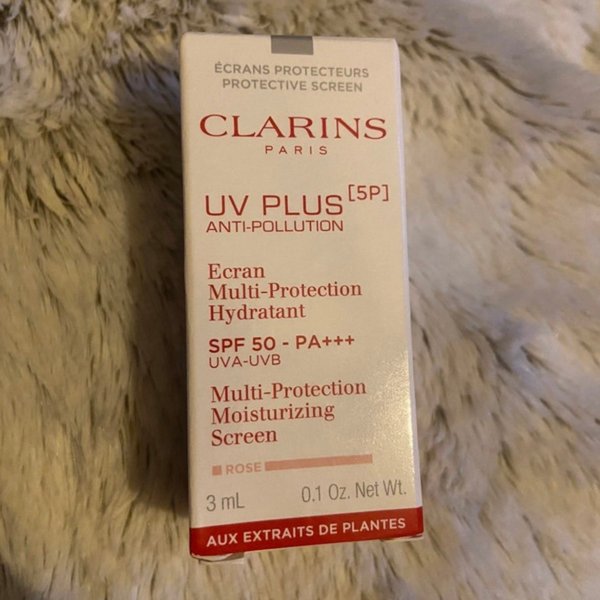 ÉCRANS PROTECTEURS
PROTECTIVE SCREEN
CLARINS
PARIS
UV PLUS [5P]
ANTI-POLLUTION
Ecran
Multi-Protection
Hydratant
SPF 50 - PA+++
UVA-UVB
Multi-Protection
Moisturizing
Screen
ROSE
3 mL 0.1 Oz. Net Wt.
AUX EXTRAITS DE PLANTES